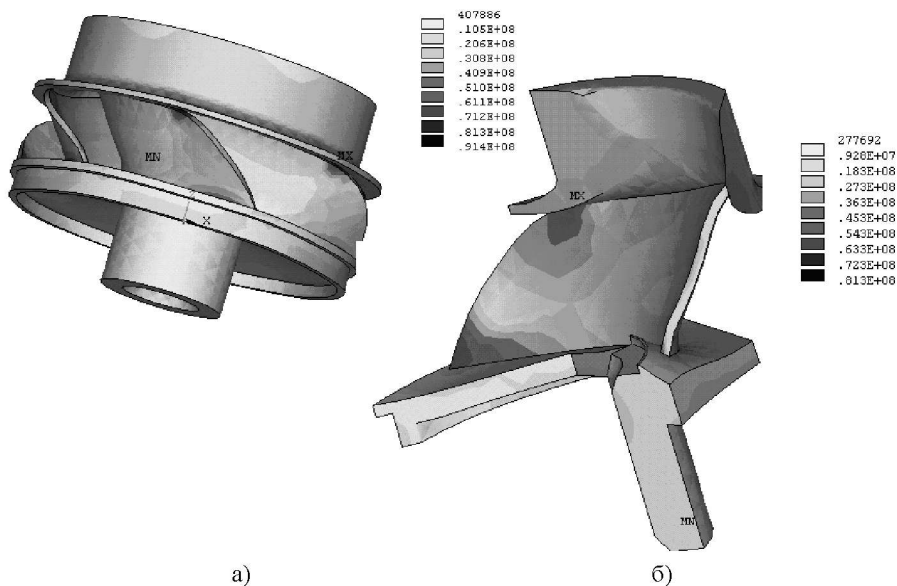 407886
.105E+08
.206E+08
.308E+08
.409E+08
.510E+08
.611E+08
.712E+08
.813E+08
.914E+08
MN
MX
X
277692
.928E+07
.183E+08
.273E+08
.363E+08
.453E+08
.543E+08
.633E+08
.723E+08
.813E+08
MX
MN
а)
б)